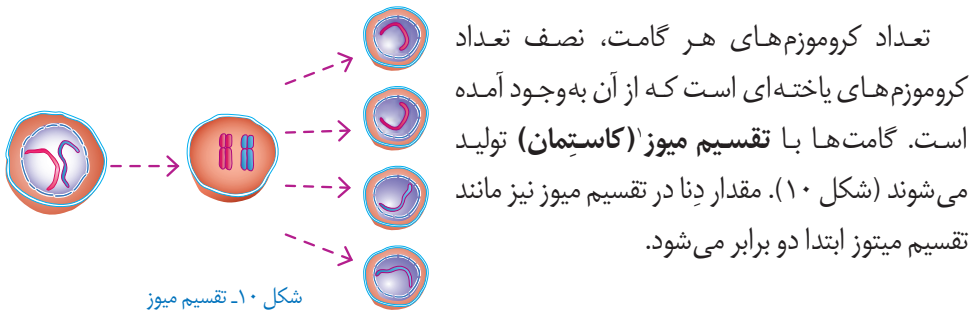 تعداد کروموزم‌های هر گامت، نصف تعداد
کروموزم‌های یاخته‌ای است که از آن به‌وجود آمده
است. گامت‌ها با تقسیم میوز۱ (کاستِمان) تولید
می‌شوند (شکل ۱۰). مقدار دِنا در تقسیم میوز نیز مانند
تقسیم میتوز ابتدا دو برابر می‌شود.
شکل ۱۰ـ تقسیم میوز